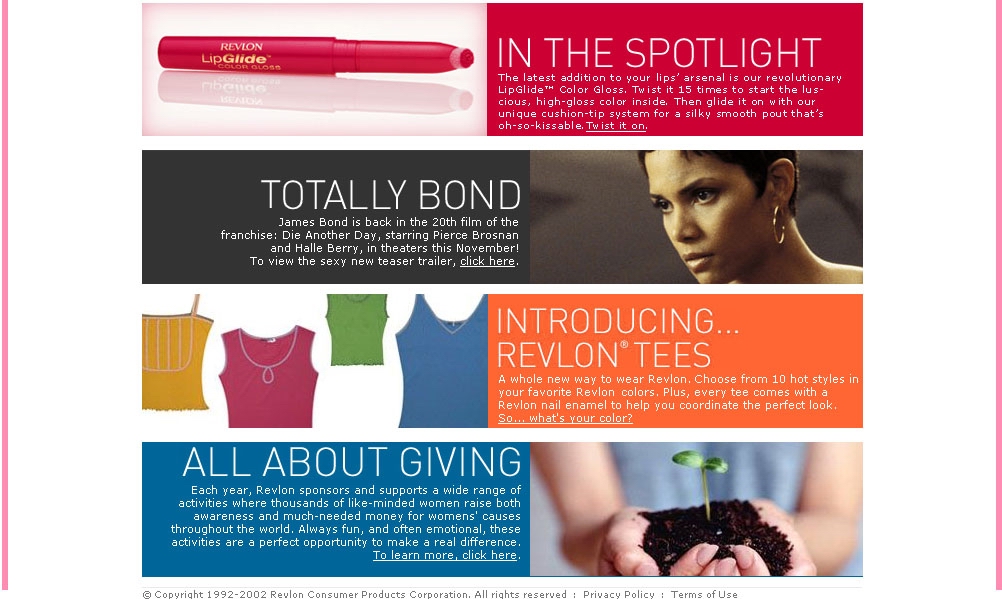 REVLON
LipGlide™
COLOR GLOSS
IN THE SPOTLIGHT
The latest addition to your lips’ arsenal is our revolutionary
LipGlide™ Color Gloss. Twist it 15 times to start the lus-
cious, high-gloss color inside. Then glide it on with our
unique cushion-tip system for a silky smooth pout that’s
oh-so-kissable. Twist it on.
TOTALLY BOND
James Bond is back in the 20th film of the
franchise: Die Another Day, starring Pierce Brosnan
and Halle Berry, in theaters this November!
To view the sexy new teaser trailer, click here.
INTRODUCING...
REVLON® TEES
A whole new way to wear Revlon. Choose from 10 hot styles in
your favorite Revlon colors. Plus, every tee comes with a
Revlon nail enamel to help you coordinate the perfect look.
So... what's your color?
ALL ABOUT GIVING
Each year, Revlon sponsors and supports a wide range of
activities where thousands of like-minded women raise both
awareness and much-needed money for womens' causes
throughout the world. Always fun, and often emotional, these
activities are a perfect opportunity to make a real difference.
To learn more, click here.
© Copyright 1992-2002 Revlon Consumer Products Corporation. All rights reserved : Privacy Policy : Terms of Use